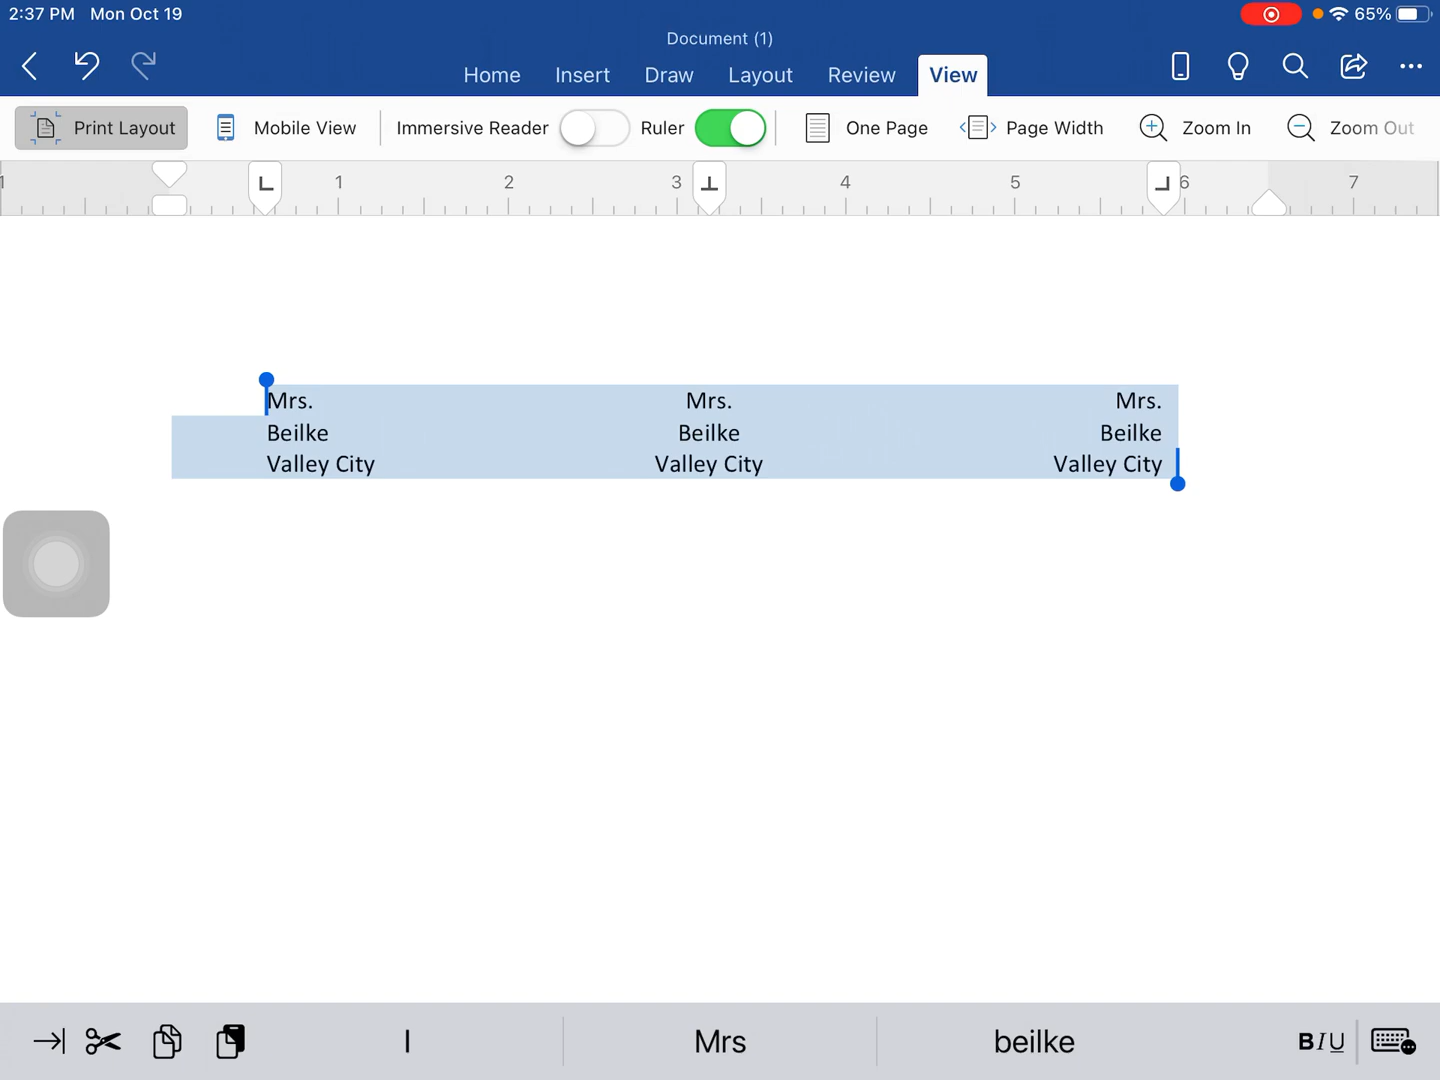 2:37 PM Mon Oct 19 65%
Document (1)
Home Insert Draw Layout Review View
Print Layout Mobile View Immersive Reader Ruler One Page Page Width Zoom In Zoom Out
1 1 2 3 4 5 6 7
Mrs. Mrs. Mrs.
Beilke Beilke Beilke
Valley City Valley City Valley City
I Mrs beilke BIU